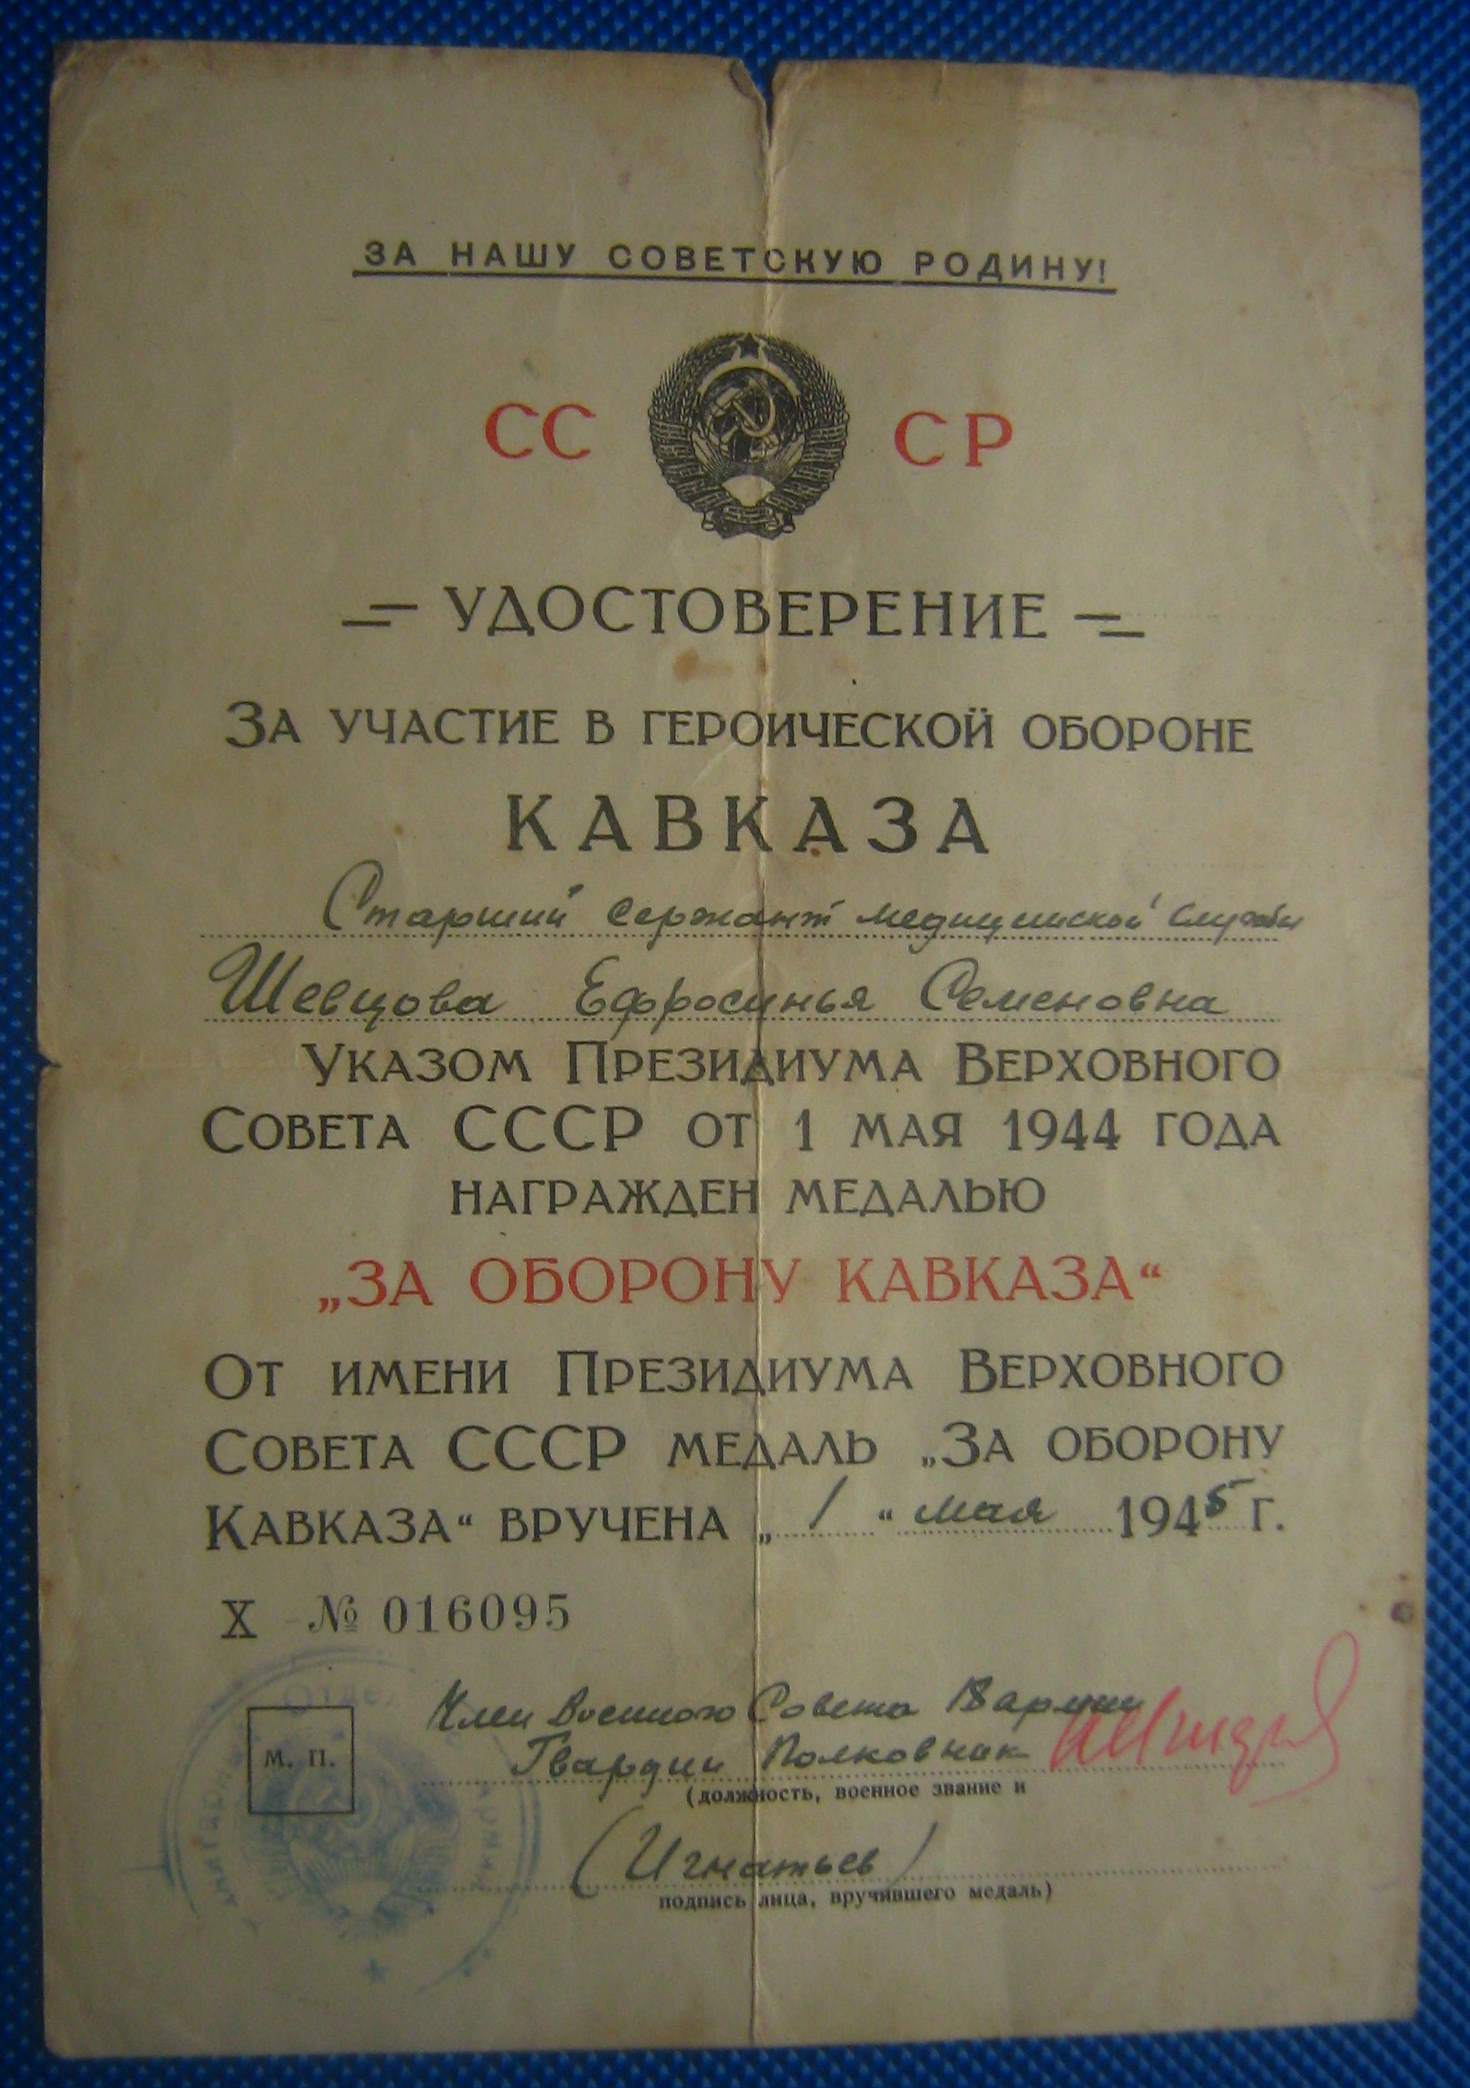 ЗА НАШУ СОВЕТСКУЮ РОДИНУ!
СС СР
УДОСТОВЕРЕНИЕ
ЗА УЧАСТИЕ В ГЕРОИЧЕСКОЙ ОБОРОНЕ
КАВКАЗА
Старший сержант медицинской службы
Шевцова Ефросинья Семеновна
УКАЗОМ ПРЕЗИДИУМА ВЕРХОВНОГО
СОВЕТА СССР ОТ 1 МАЯ 1944 ГОДА
НАГРАЖДЕН МЕДАЛЬЮ
„ЗА ОБОРОНУ КАВКАЗА“
ОТ ИМЕНИ ПРЕЗИДИУМА ВЕРХОВНОГО
СОВЕТА СССР МЕДАЛЬ „ЗА ОБОРОНУ
КАВКАЗА“ ВРУЧЕНА „1“ мая 1945 Г.
X № 016095
Член Военного Совета 18 армии
Гвардии Полковник
М. П.
(должность, военное звание и
(Игнатьев)
подпись лица, вручившего медаль)